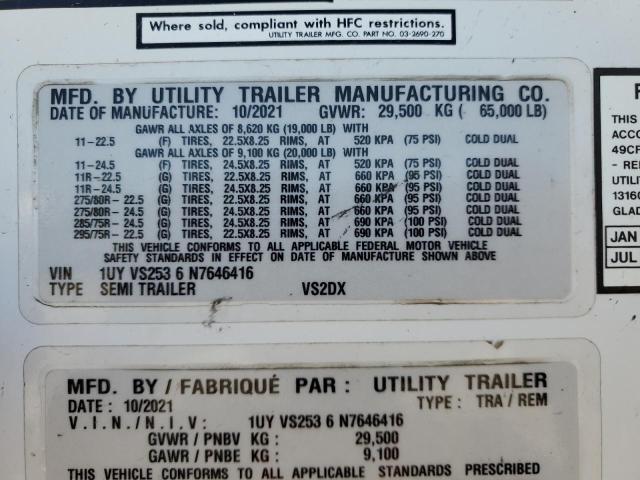 Where sold, compliant with HFC restrictions.
UTILITY TRAILER MFG. CO. PART NO. 03-2690-270
MFD. BY UTILITY TRAILER MANUFACTURING CO.
DATE OF MANUFACTURE: 10/2021 GVWR: 29,500 KG ( 65,000 LB)
GAWR ALL AXLES OF 8,620 KG (19,000 LB) WITH
11-22.5 (F) TIRES, 22.5X8.25 RIMS, AT 520 KPA (75 PSI) COLD DUAL
GAWR ALL AXLES OF 9,100 KG (20,000 LB) WITH
11-24.5 (F) TIRES, 24.5X8.25 RIMS, AT 520 KPA (75 PSI) COLD DUAL
11R-22.5 (G) TIRES, 22.5X8.25 RIMS, AT 660 KPA (95 PSI) COLD DUAL
11R-24.5 (G) TIRES, 24.5X8.25 RIMS, AT 660 KPA (95 PSI) COLD DUAL
275/80R-22.5 (G) TIRES, 22.5X8.25 RIMS, AT 660 KPA (95 PSI) COLD DUAL
275/80R-24.5 (G) TIRES, 24.5X8.25 RIMS, AT 660 KPA (95 PSI) COLD DUAL
285/75R-24.5 (G) TIRES, 24.5X8.25 RIMS, AT 690 KPA (100 PSI) COLD DUAL
295/75R-22.5 (G) TIRES, 22.5X8.25 RIMS, AT 690 KPA (100 PSI) COLD DUAL
THIS VEHICLE CONFORMS TO ALL APPLICABLE FEDERAL MOTOR VEHICLE
SAFETY STANDARDS IN EFFECT ON DATE OF MANUFACTURE SHOWN ABOVE
VIN 1UY VS253 6 N7646416
TYPE SEMI TRAILER VS2DX
THIS
ACCO
49CF
- RE
UTILI
1316
GLAD
JAN
JUL
MFD. BY / FABRIQUÉ PAR: UTILITY TRAILER
DATE: 10/2021 TYPE: TRA / REM
V.I.N./N.I.V: 1UY VS253 6 N7646416
GVWR / PNBV KG: 29,500
GAWR / PNBE KG: 9,100
THIS VEHICLE CONFORMS TO ALL APPLICABLE STANDARDS PRESCRIBED